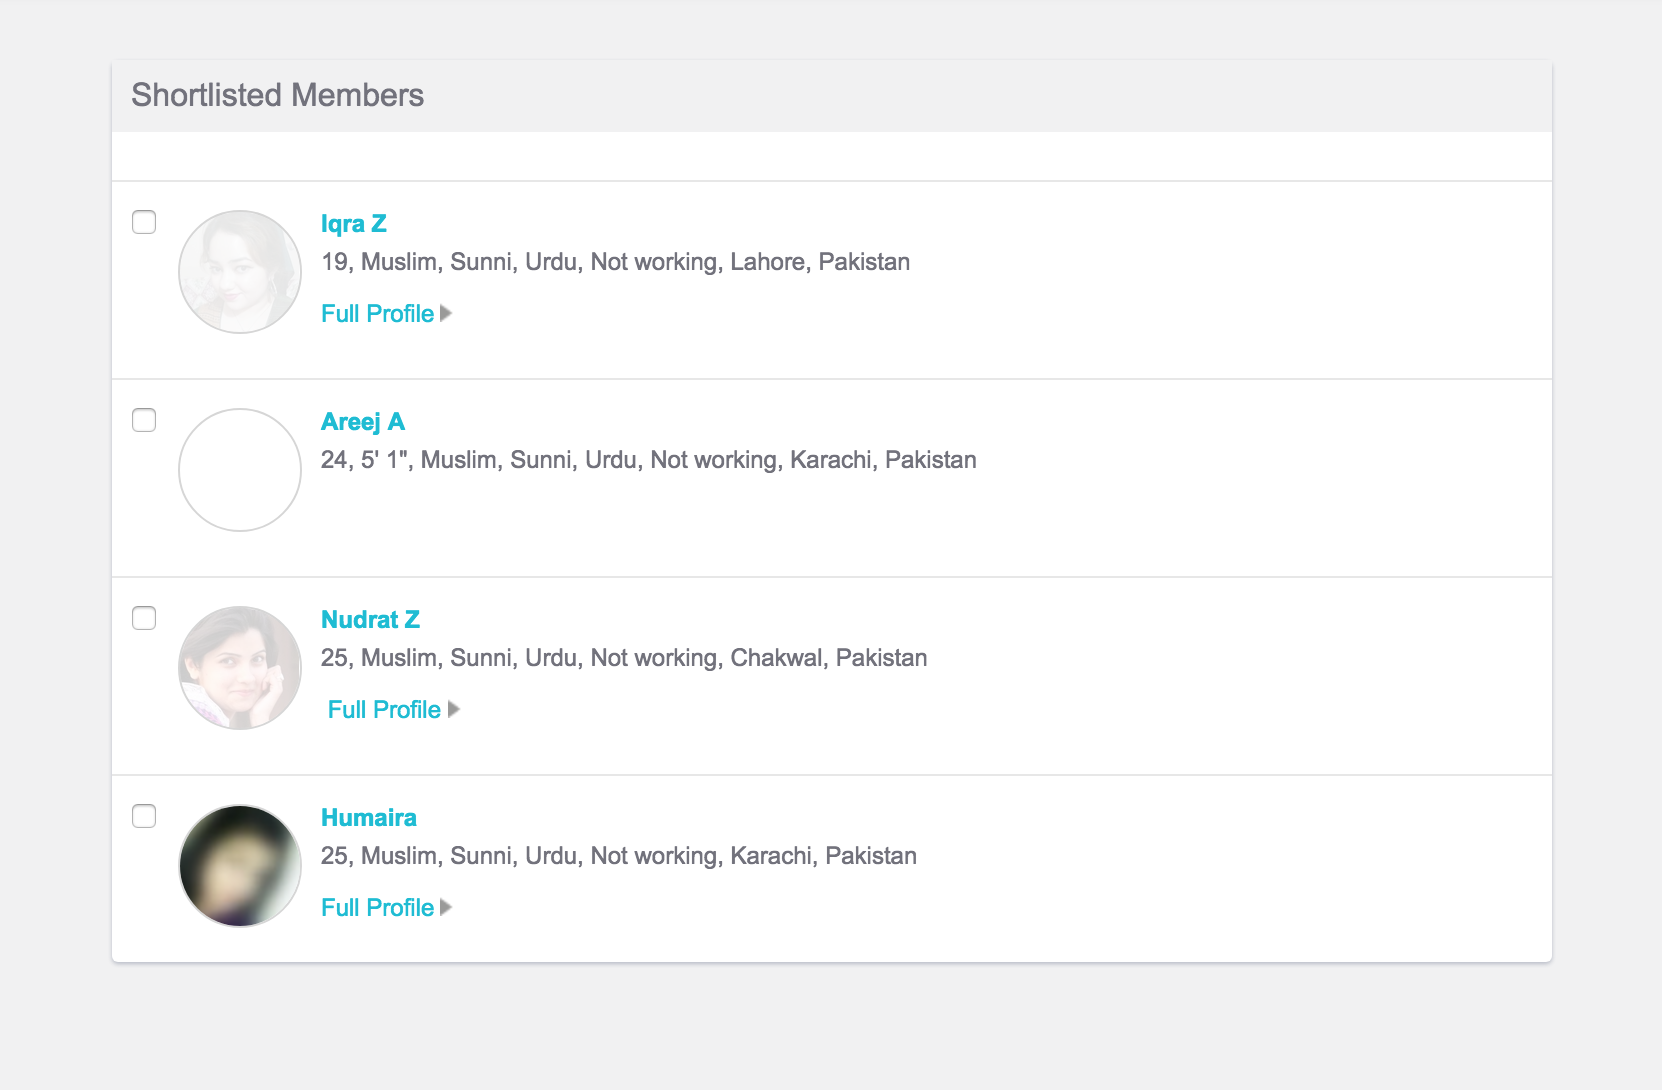 Shortlisted Members
Iqra Z
19, Muslim, Sunni, Urdu, Not working, Lahore, Pakistan
Full Profile
Areej A
24, 5' 1", Muslim, Sunni, Urdu, Not working, Karachi, Pakistan
Nudrat Z
25, Muslim, Sunni, Urdu, Not working, Chakwal, Pakistan
Full Profile
Humaira
25, Muslim, Sunni, Urdu, Not working, Karachi, Pakistan
Full Profile